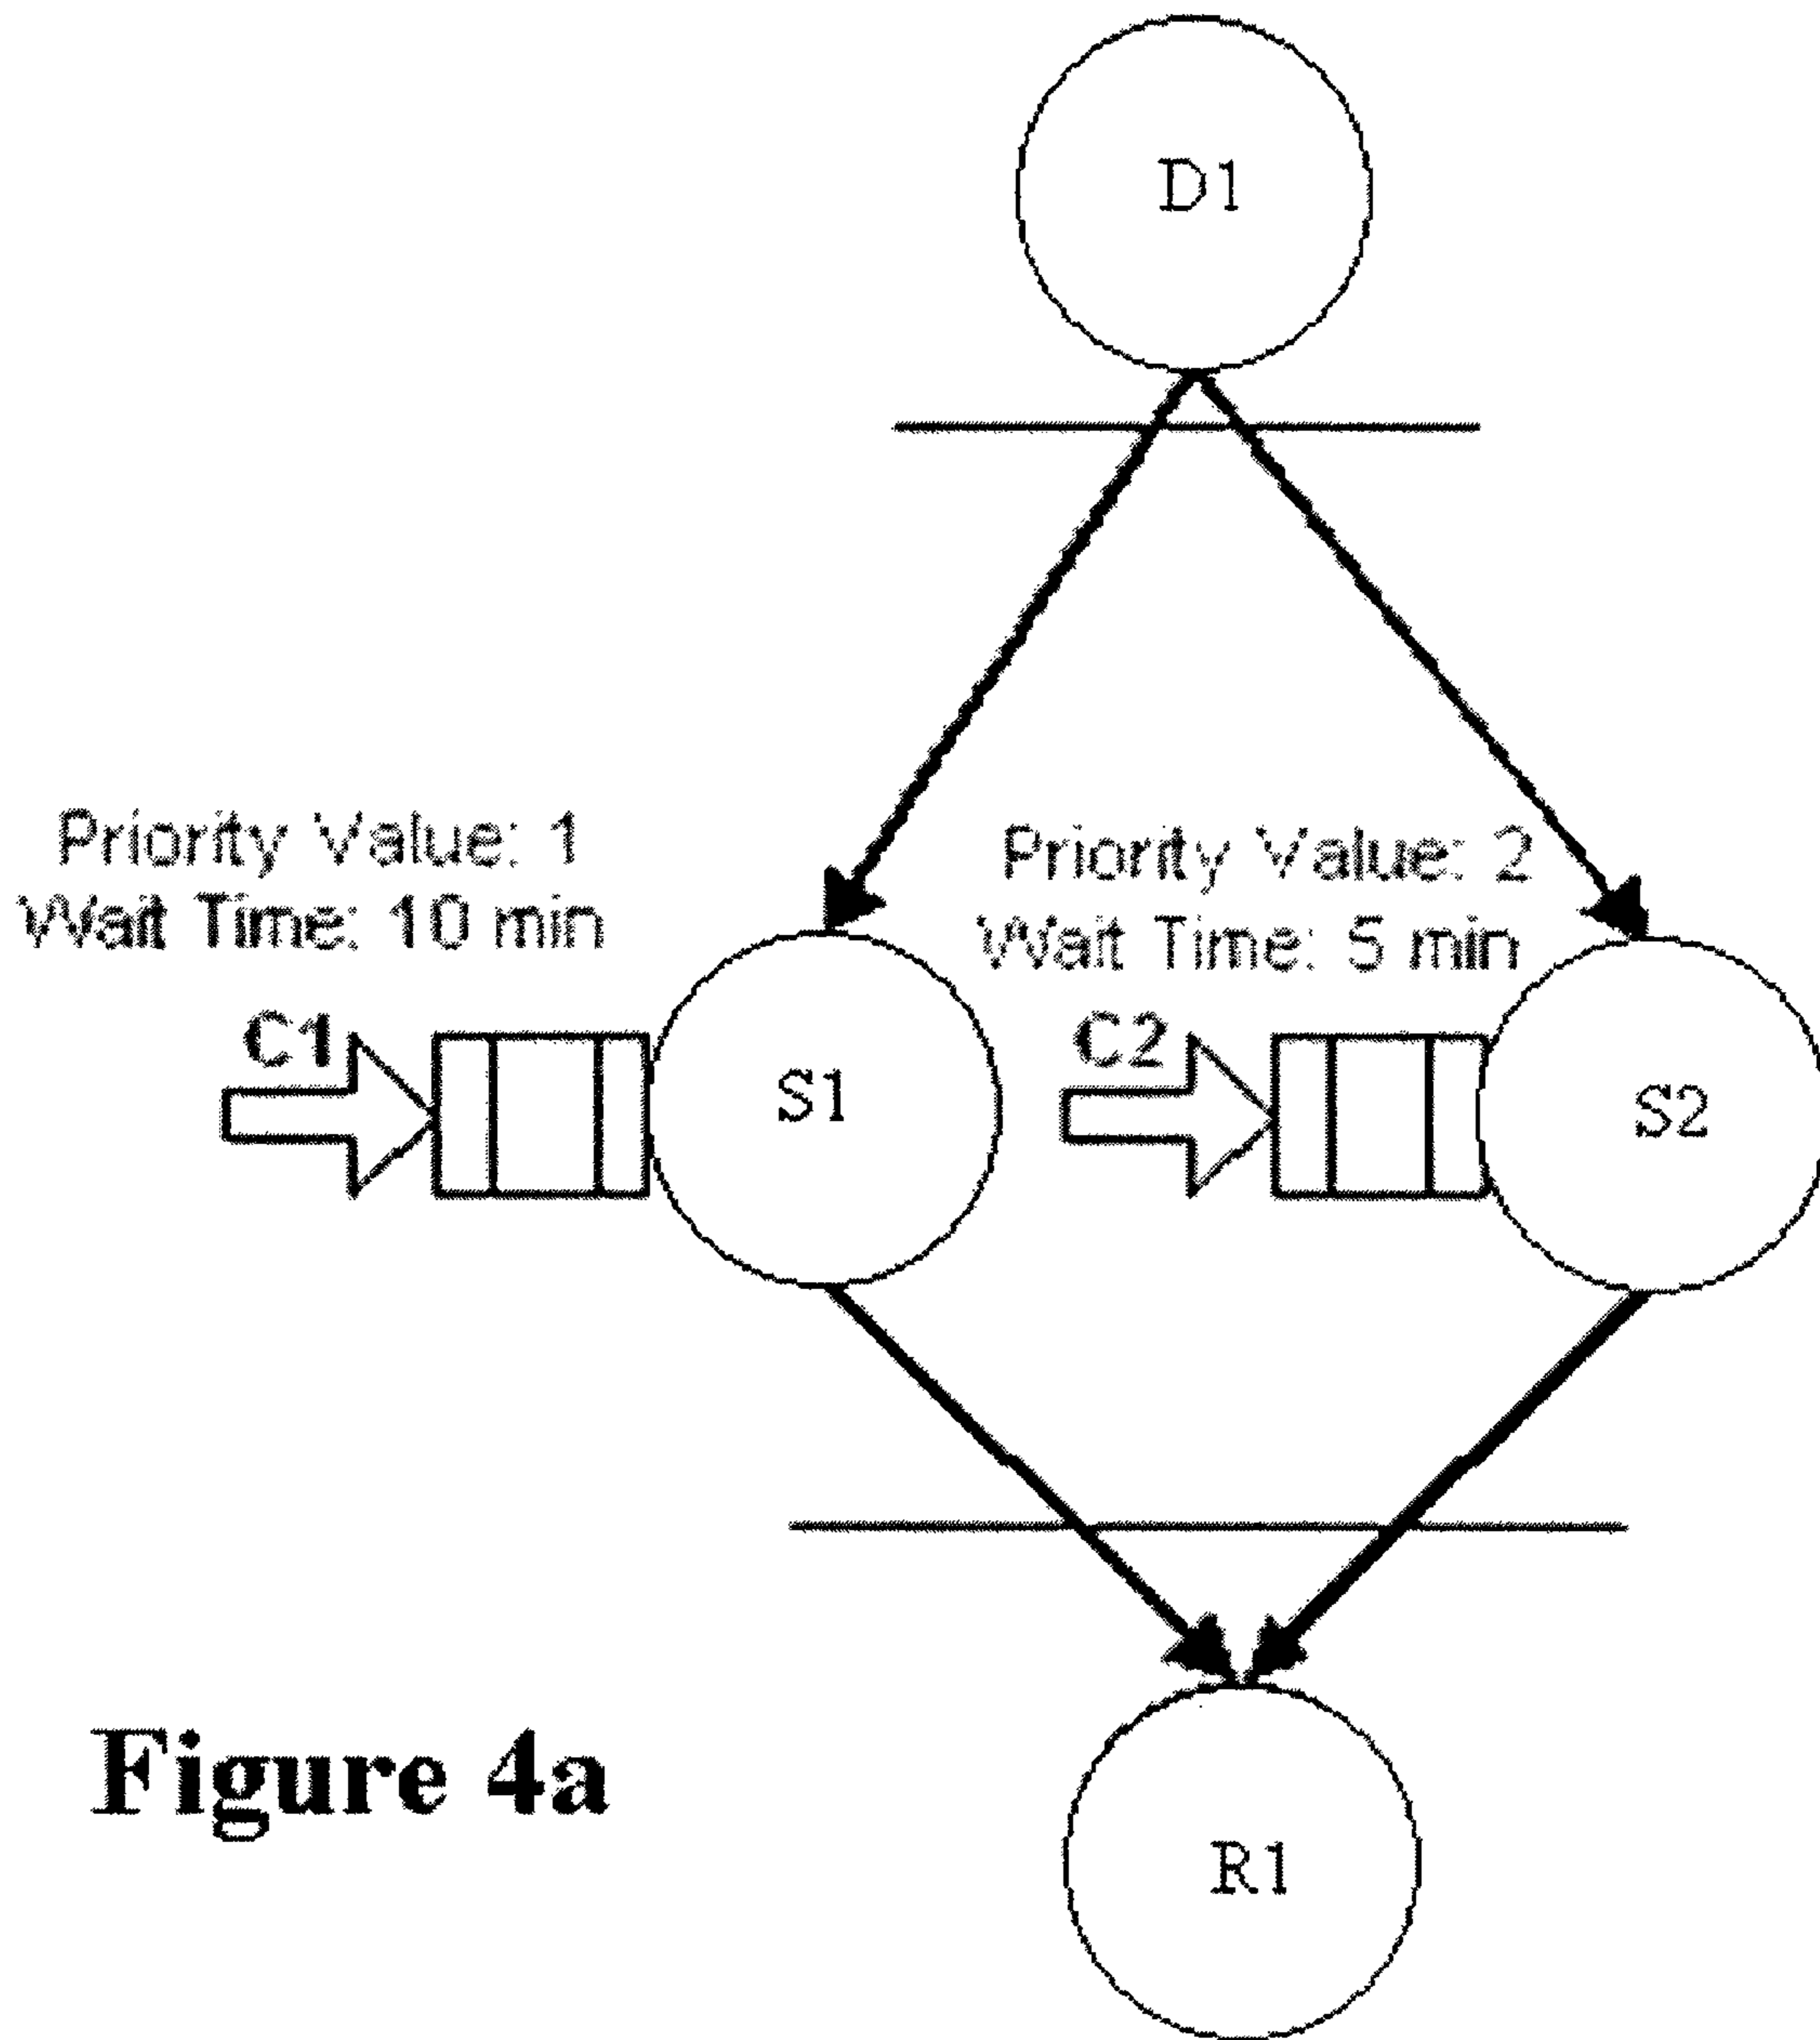 D1
Priority Value: 1
Wait Time: 10 min
Priority Value: 2
Wait Time: 5 min
C1
C2
S1
S2
Figure 4a
R1